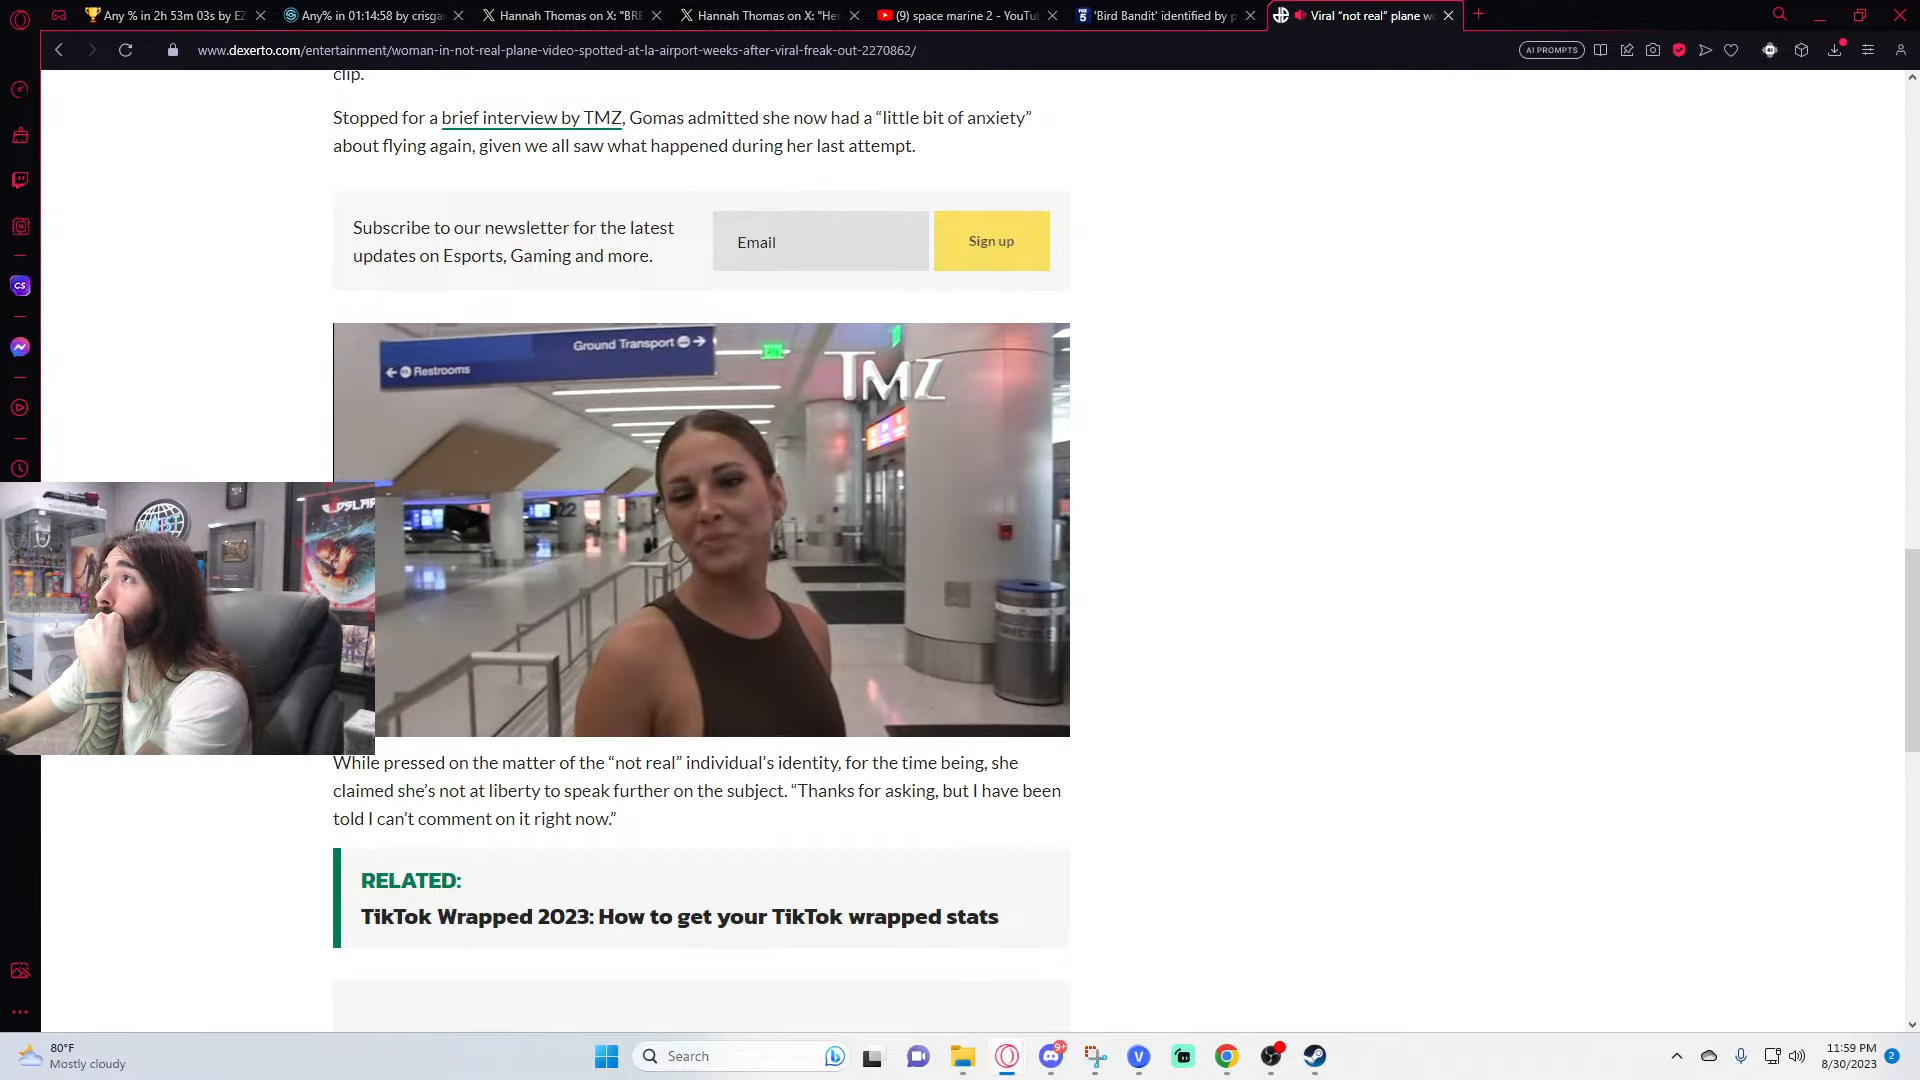 Any % in 2h 53m 03s by EZ
Any% in 01:14:58 by crisga
Hannah Thomas on X: "BRE
Hannah Thomas on X: "Her
(9) space marine 2 - YouTu
'Bird Bandit' identified by p
Viral “not real” plane w
www.dexerto.com/entertainment/woman-in-not-real-plane-video-spotted-at-la-airport-weeks-after-viral-freak-out-2270862/
AI PROMPTS
clip.
Stopped for a brief interview by TMZ, Gomas admitted she now had a “little bit of anxiety”
about flying again, given we all saw what happened during her last attempt.
Subscribe to our newsletter for the latest
updates on Esports, Gaming and more.
Email
Sign up
Ground Transport
Restrooms
TMZ
While pressed on the matter of the “not real” individual’s identity, for the time being, she
claimed she’s not at liberty to speak further on the subject. “Thanks for asking, but I have been
told I can’t comment on it right now.”
RELATED:
TikTok Wrapped 2023: How to get your TikTok wrapped stats
80°F
Mostly cloudy
Search
9+
11:59 PM
8/30/2023
2
CS